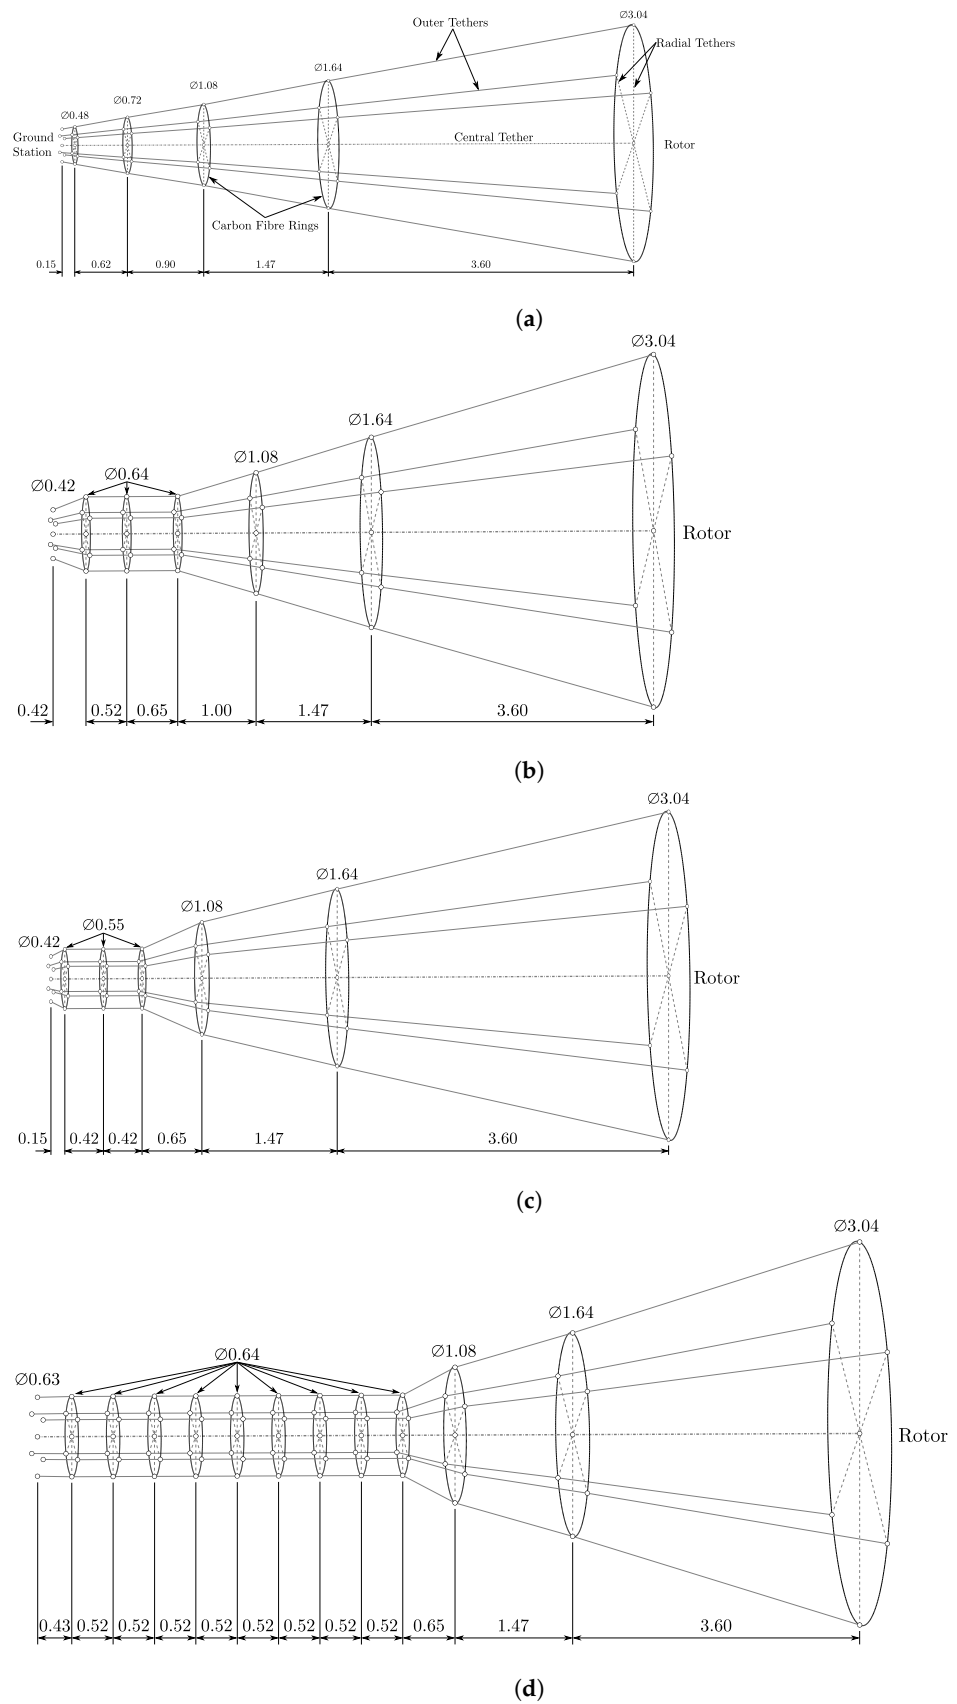 Ø3.04
Outer Tethers
Radial Tethers
Ø1.64
Ø1.08
Ø0.72
Ø0.48
Ground
Station
Central Tether
Rotor
Carbon Fibre Rings
0.15 0.62 0.90 1.47 3.60
(a)
Ø3.04
Ø1.64
Ø1.08
Ø0.64
Ø0.42
Rotor
0.42 0.52 0.65 1.00 1.47 3.60
(b)
Ø3.04
Ø1.64
Ø1.08
Ø0.55
Ø0.42
Rotor
0.15 0.42 0.42 0.65 1.47 3.60
(c)
Ø3.04
Ø1.64
Ø1.08
Ø0.64
Ø0.63
Rotor
0.43 0.52 0.52 0.52 0.52 0.52 0.52 0.52 0.52 0.65 1.47 3.60
(d)